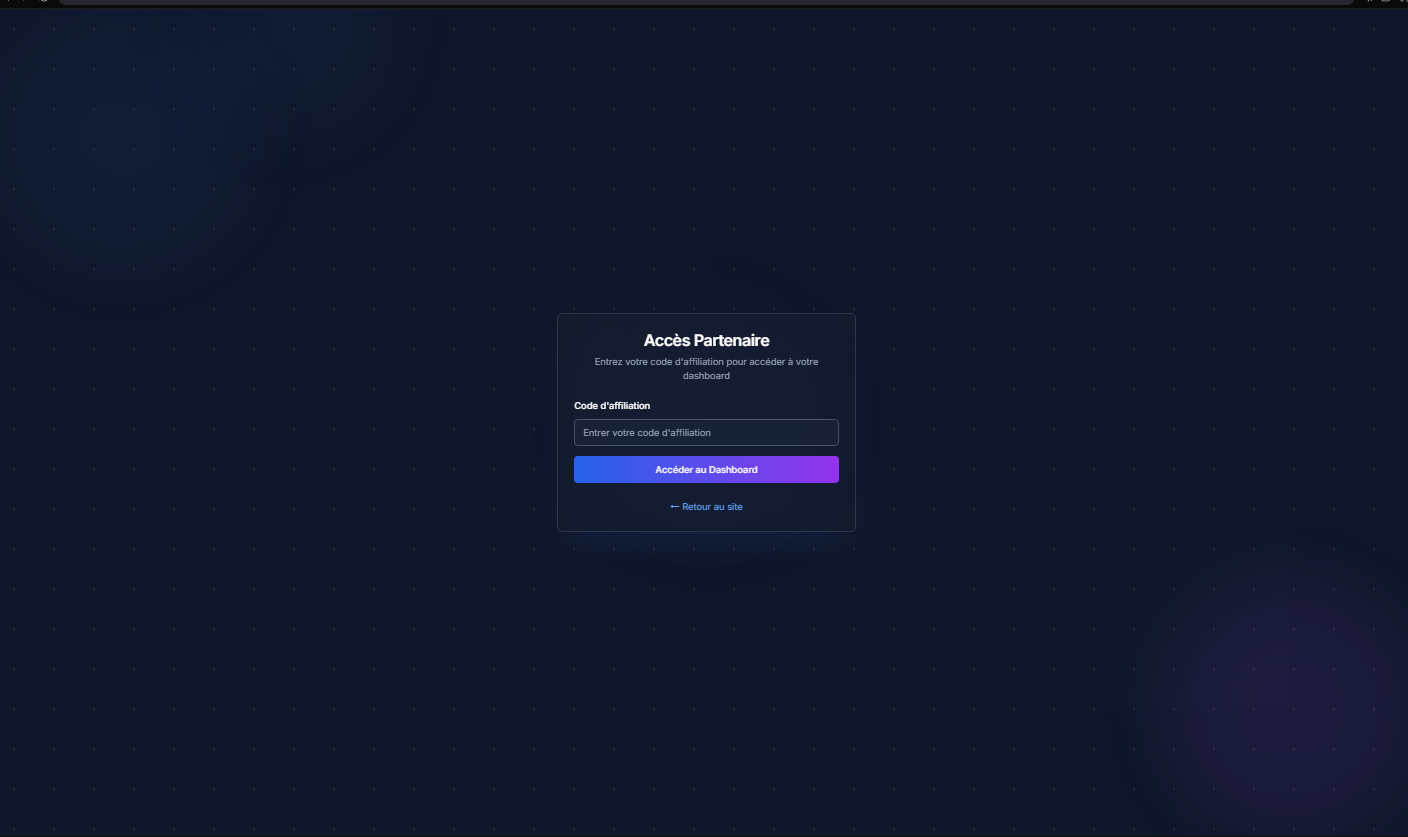 Accès Partenaire
Entrez votre code d'affiliation pour accéder à votre
dashboard
Code d'affiliation
Entrer votre code d'affiliation
Accéder au Dashboard
← Retour au site